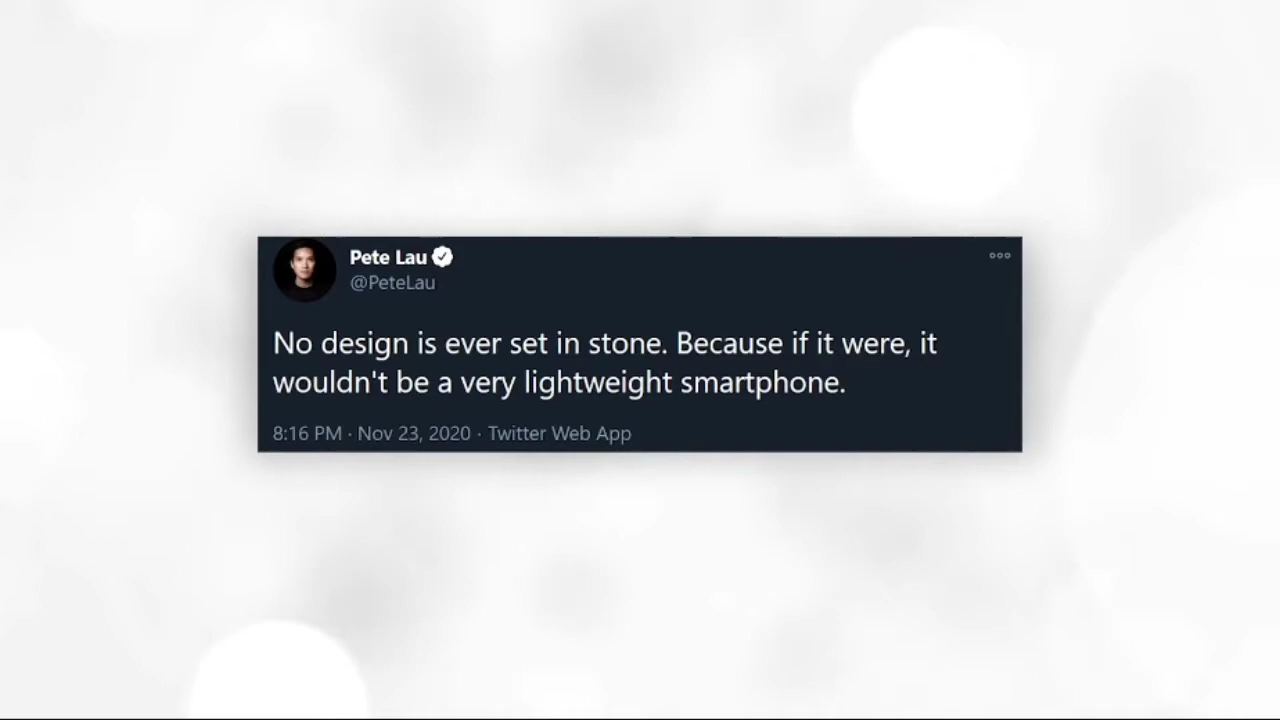 Pete Lau
@PeteLau
No design is ever set in stone. Because if it were, it
wouldn't be a very lightweight smartphone.
8:16 PM · Nov 23, 2020 · Twitter Web App